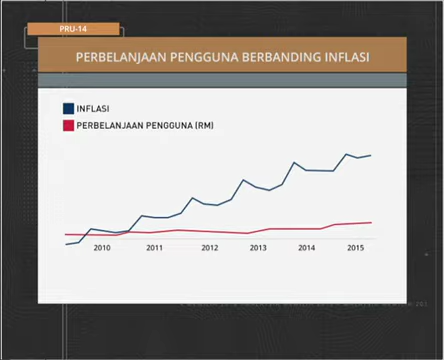 PRU-14
PERBELANJAAN PENGGUNA BERBANDING INFLASI
INFLASI
PERBELANJAAN PENGGUNA (RM)
2010 2011 2012 2013 2014 2015